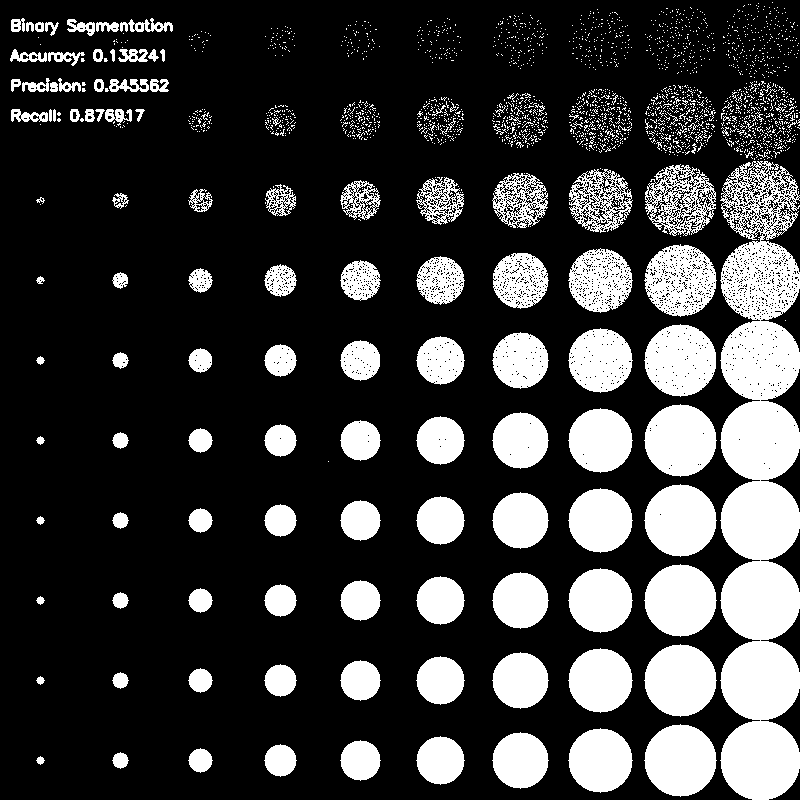 Binary Segmentation
Accuracy: 0.138241
Precision: 0.845562
Recall: 0.876917